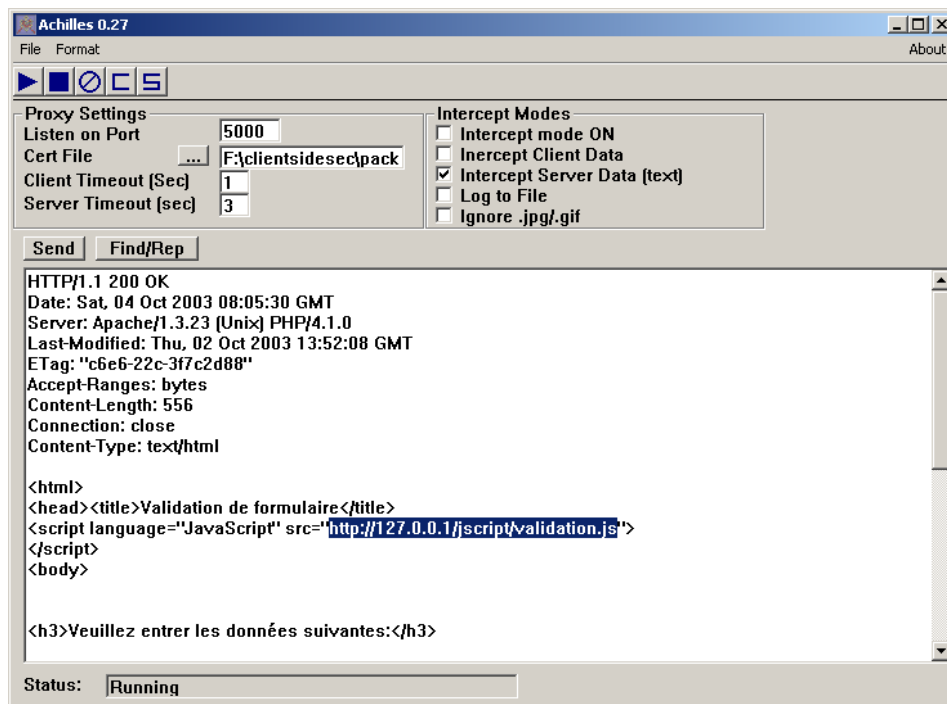 Achilles 0.27
File Format About
Proxy Settings
Listen on Port 5000
Cert File ... F:\clientsidesec\pack
Client Timeout (Sec) 1
Server Timeout (sec) 3
Intercept Modes
Intercept mode ON
Inercept Client Data
Intercept Server Data (text)
Log to File
Ignore .jpg/.gif
Send Find/Rep
HTTP/1.1 200 OK
Date: Sat, 04 Oct 2003 08:05:30 GMT
Server: Apache/1.3.23 (Unix) PHP/4.1.0
Last-Modified: Thu, 02 Oct 2003 13:52:08 GMT
ETag: "c6e6-22c-3f7c2d88"
Accept-Ranges: bytes
Content-Length: 556
Connection: close
Content-Type: text/html
<html>
<head><title>Validation de formulaire</title>
<script language="JavaScript" src="http://127.0.0.1/jscript/validation.js">
</script>
<body>
<h3>Veuillez entrer les données suivantes:</h3>
Status: Running